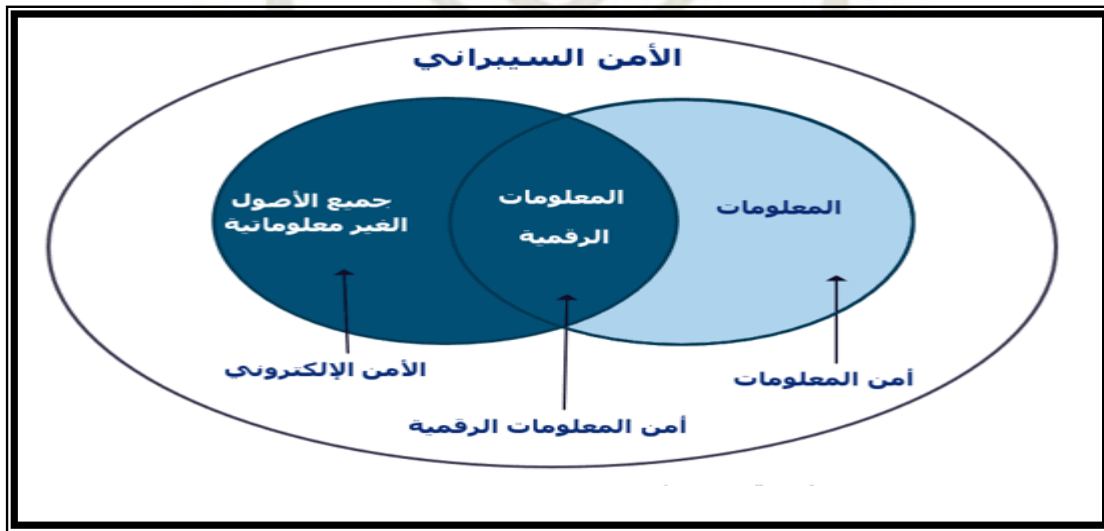 الأمن السيبراني
المعلومات
المعلومات
الرقمية
جميع الأصول
الغير معلوماتية
أمن المعلومات
أمن المعلومات الرقمية
الأمن الإلكتروني